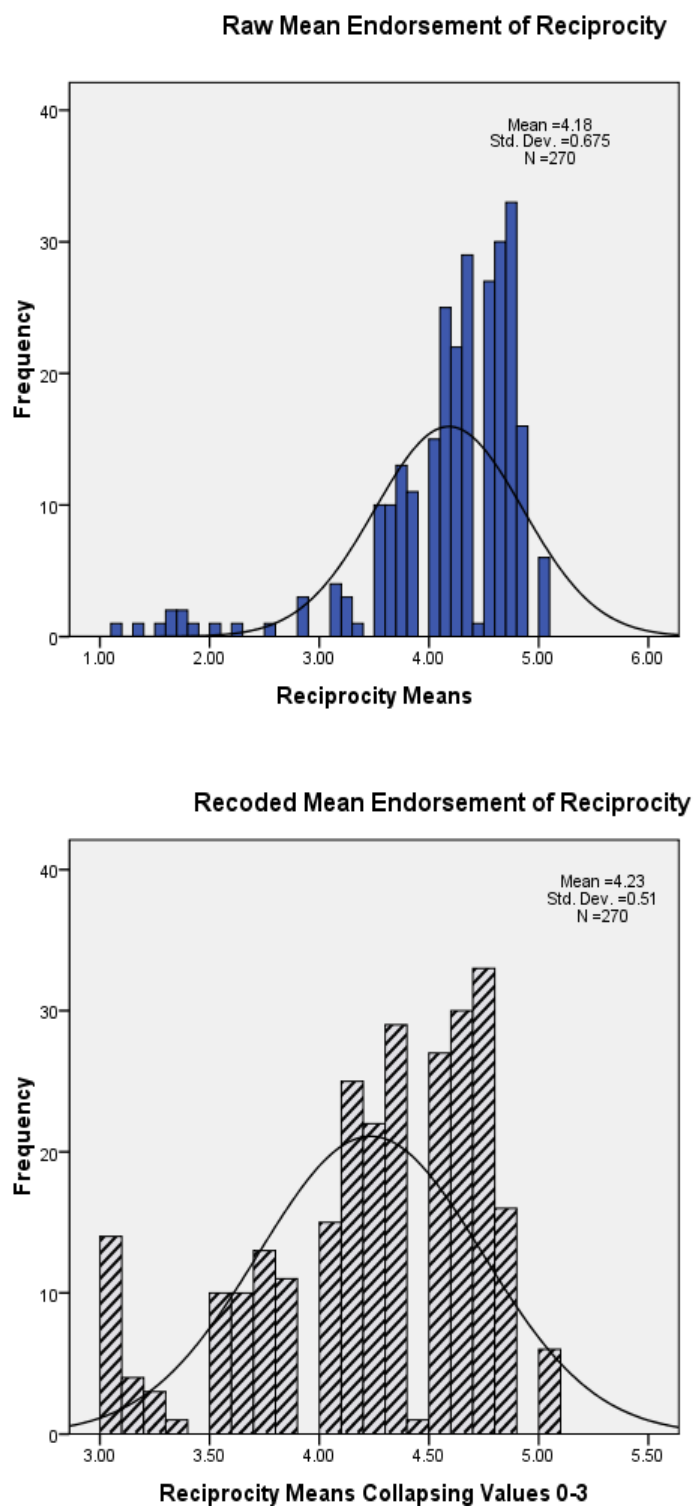 Raw Mean Endorsement of Reciprocity
Mean =4.18
Std. Dev. =0.675
N =270
40
30
20
10
0
Frequency
1.00 2.00 3.00 4.00 5.00 6.00
Reciprocity Means
Recoded Mean Endorsement of Reciprocity
Mean =4.23
Std. Dev. =0.51
N =270
40
30
20
10
0
Frequency
3.00 3.50 4.00 4.50 5.00 5.50
Reciprocity Means Collapsing Values 0-3